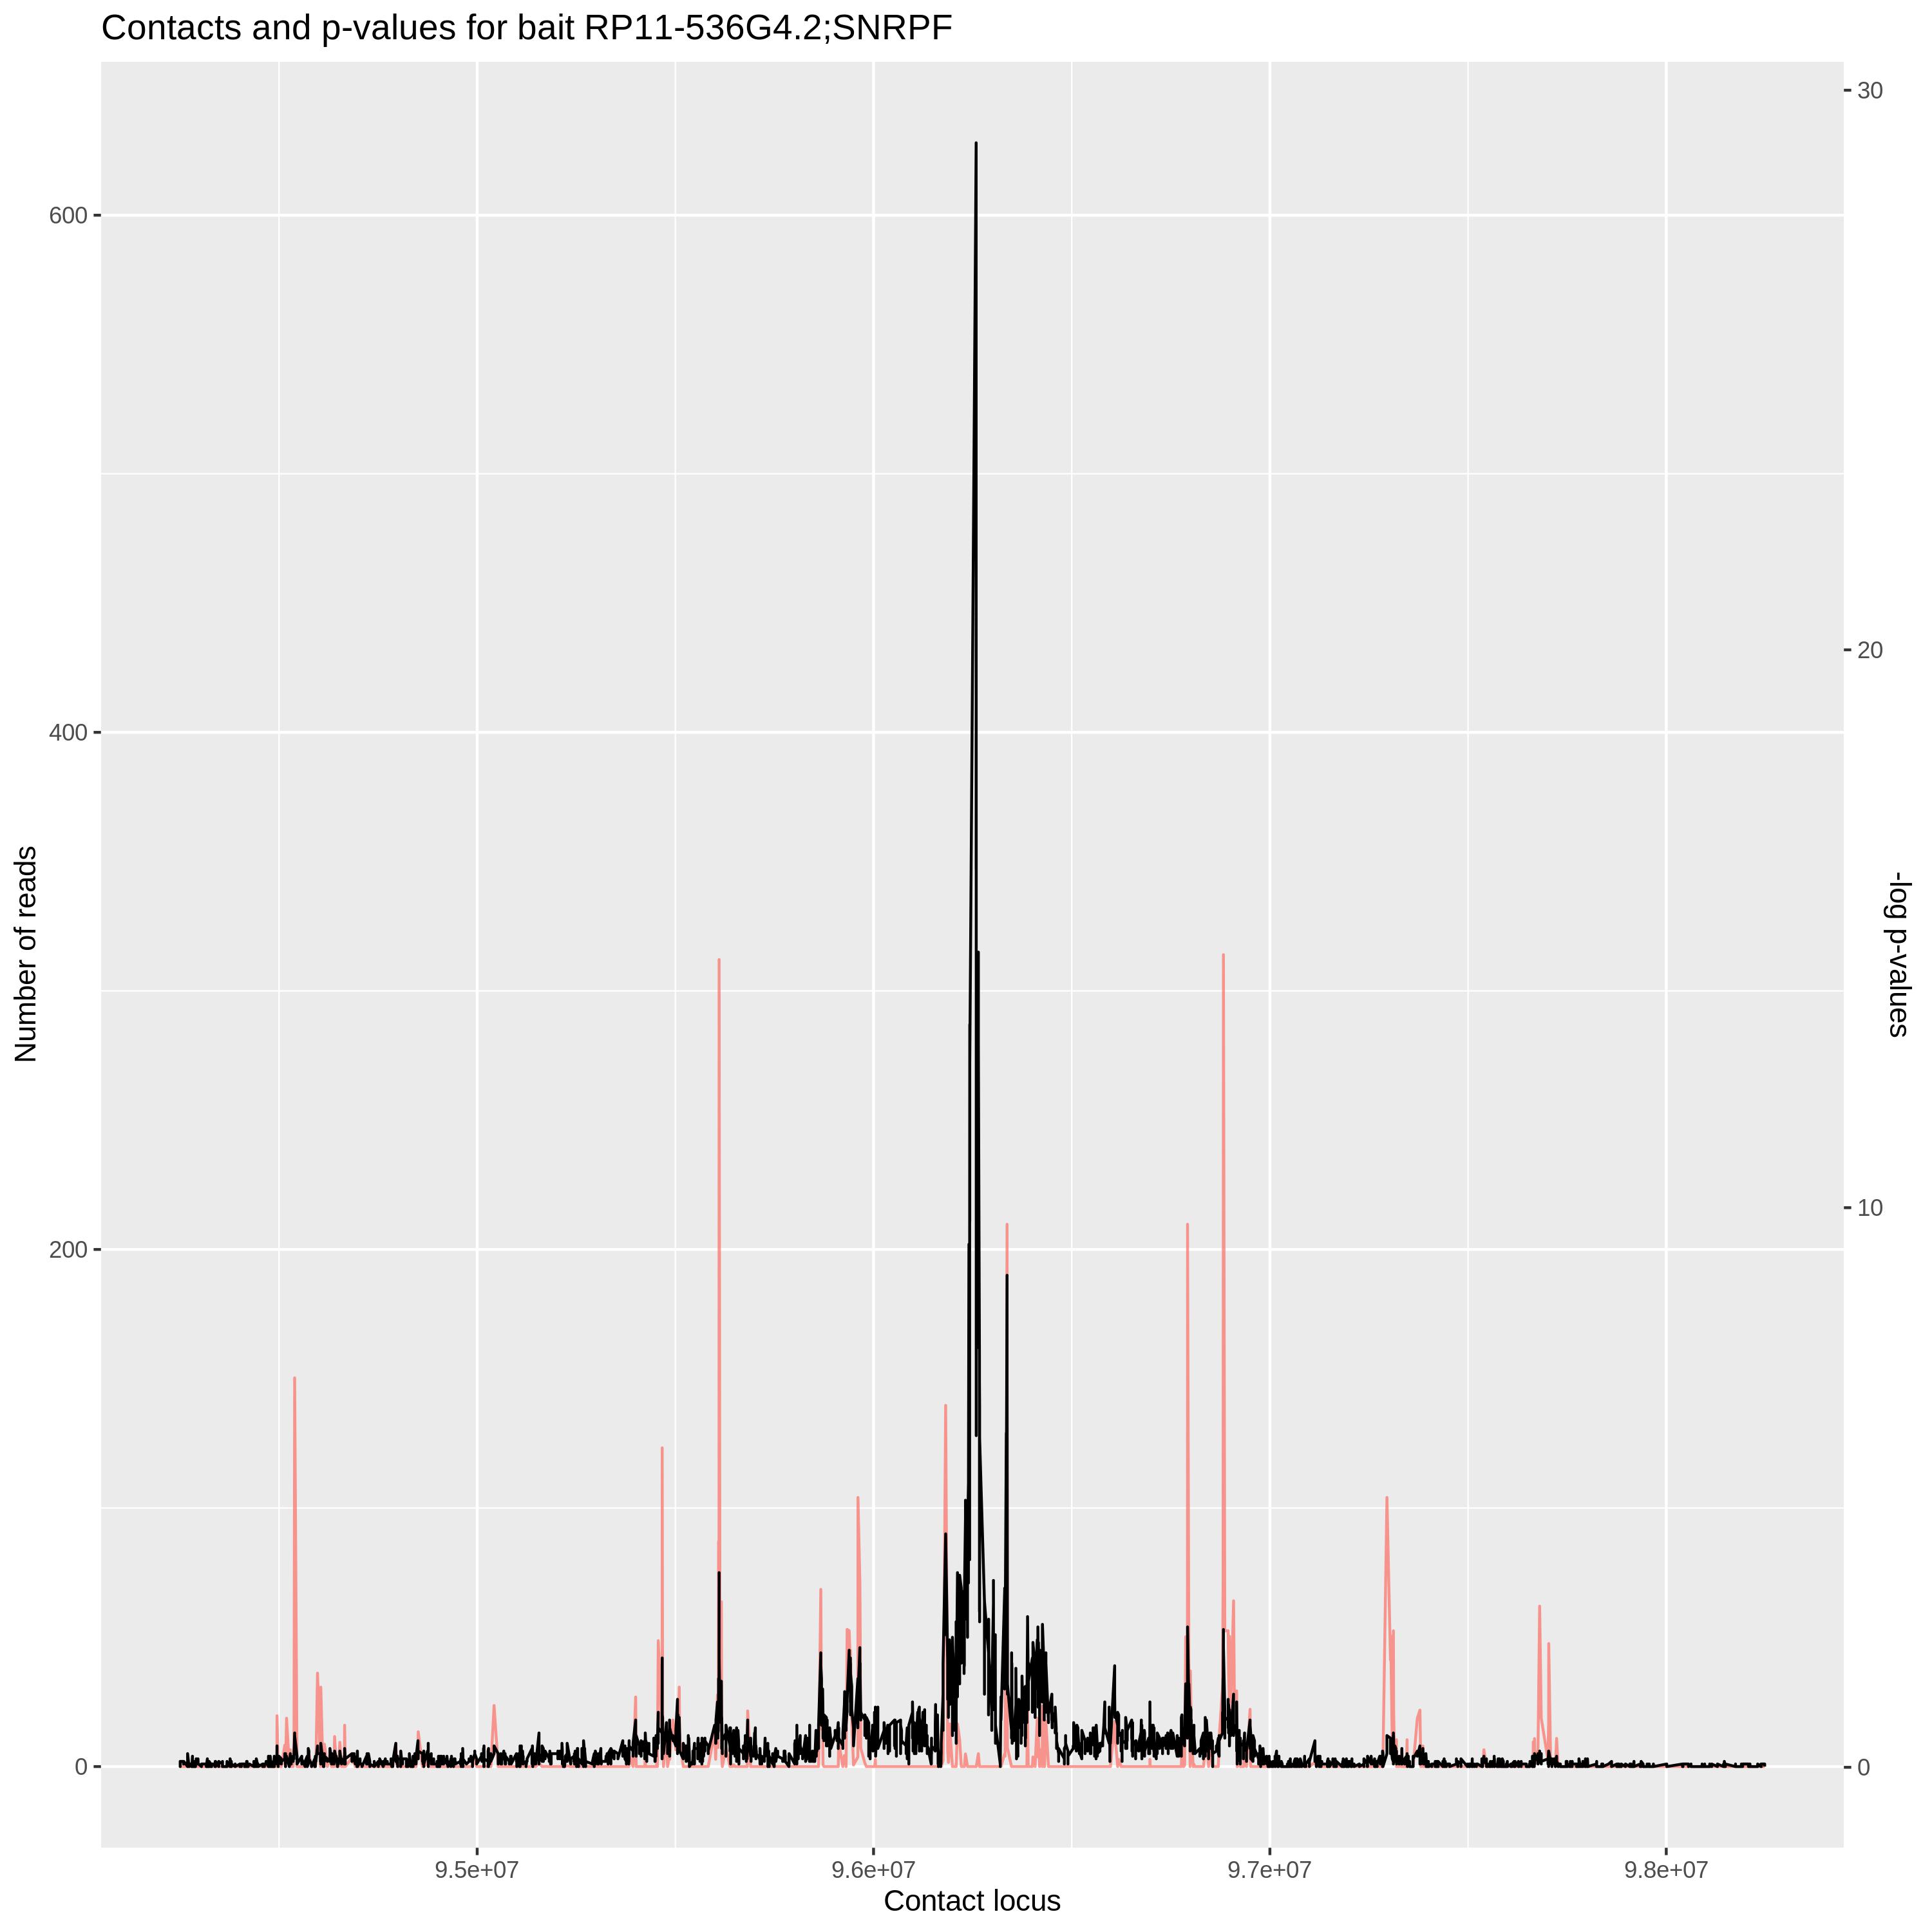 Contacts and p-values for bait RP11-536G4.2;SNRPF
30
600
20
400
Number of reads
-log p-values
10
200
0
0
9.5e+07
9.6e+07
9.7e+07
9.8e+07
Contact locus